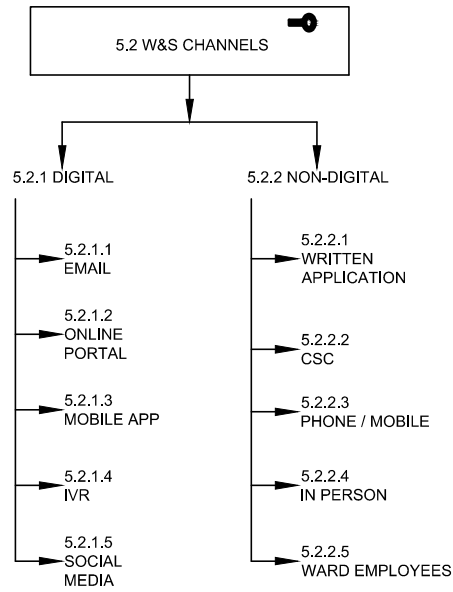 5.2 W&S CHANNELS
5.2.1 DIGITAL
5.2.1.1
EMAIL
5.2.1.2
ONLINE
PORTAL
5.2.1.3
MOBILE APP
5.2.1.4
IVR
5.2.1.5
SOCIAL
MEDIA
5.2.2 NON-DIGITAL
5.2.2.1
WRITTEN
APPLICATION
5.2.2.2
CSC
5.2.2.3
PHONE / MOBILE
5.2.2.4
IN PERSON
5.2.2.5
WARD EMPLOYEES